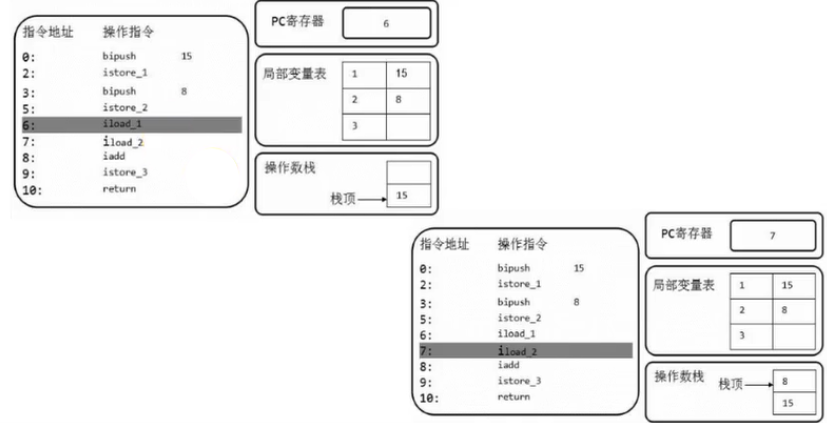 指令地址 操作指令
0: bipush 15
2: istore_1
3: bipush 8
5: istore_2
6: iload_1
7: iload_2
8: iadd
9: istore_3
10: return
PC寄存器 6
局部变量表 1 15
2 8
3
操作数栈
栈顶 15
指令地址 操作指令
0: bipush 15
2: istore_1
3: bipush 8
5: istore_2
6: iload_1
7: iload_2
8: iadd
9: istore_3
10: return
PC寄存器 7
局部变量表 1 15
2 8
3
操作数栈 栈顶 8
15